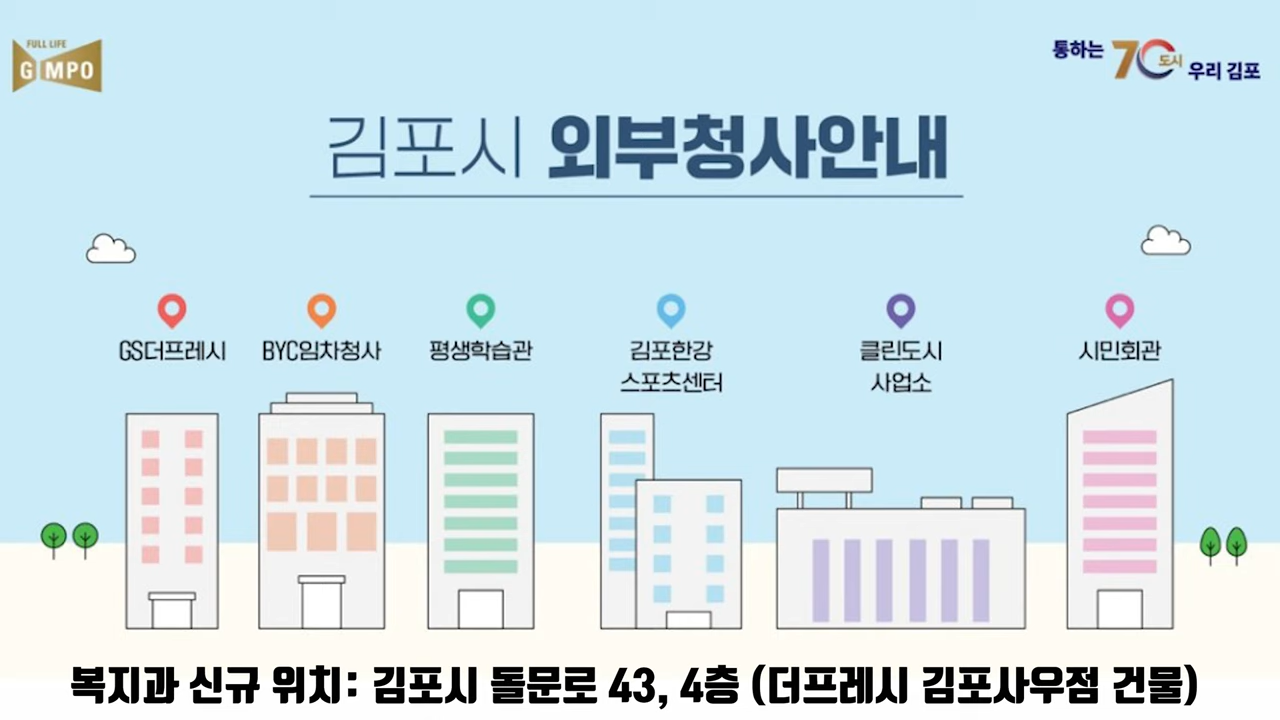 FULL LIFE
GIMPO
통하는 70도시 우리 김포
김포시 외부청사안내
GS더프레시
BYC임차청사
평생학습관
김포한강
스포츠센터
클린도시
사업소
시민회관
복지과 신규 위치: 김포시 돌문로 43, 4층 (더프레시 김포사우점 건물)